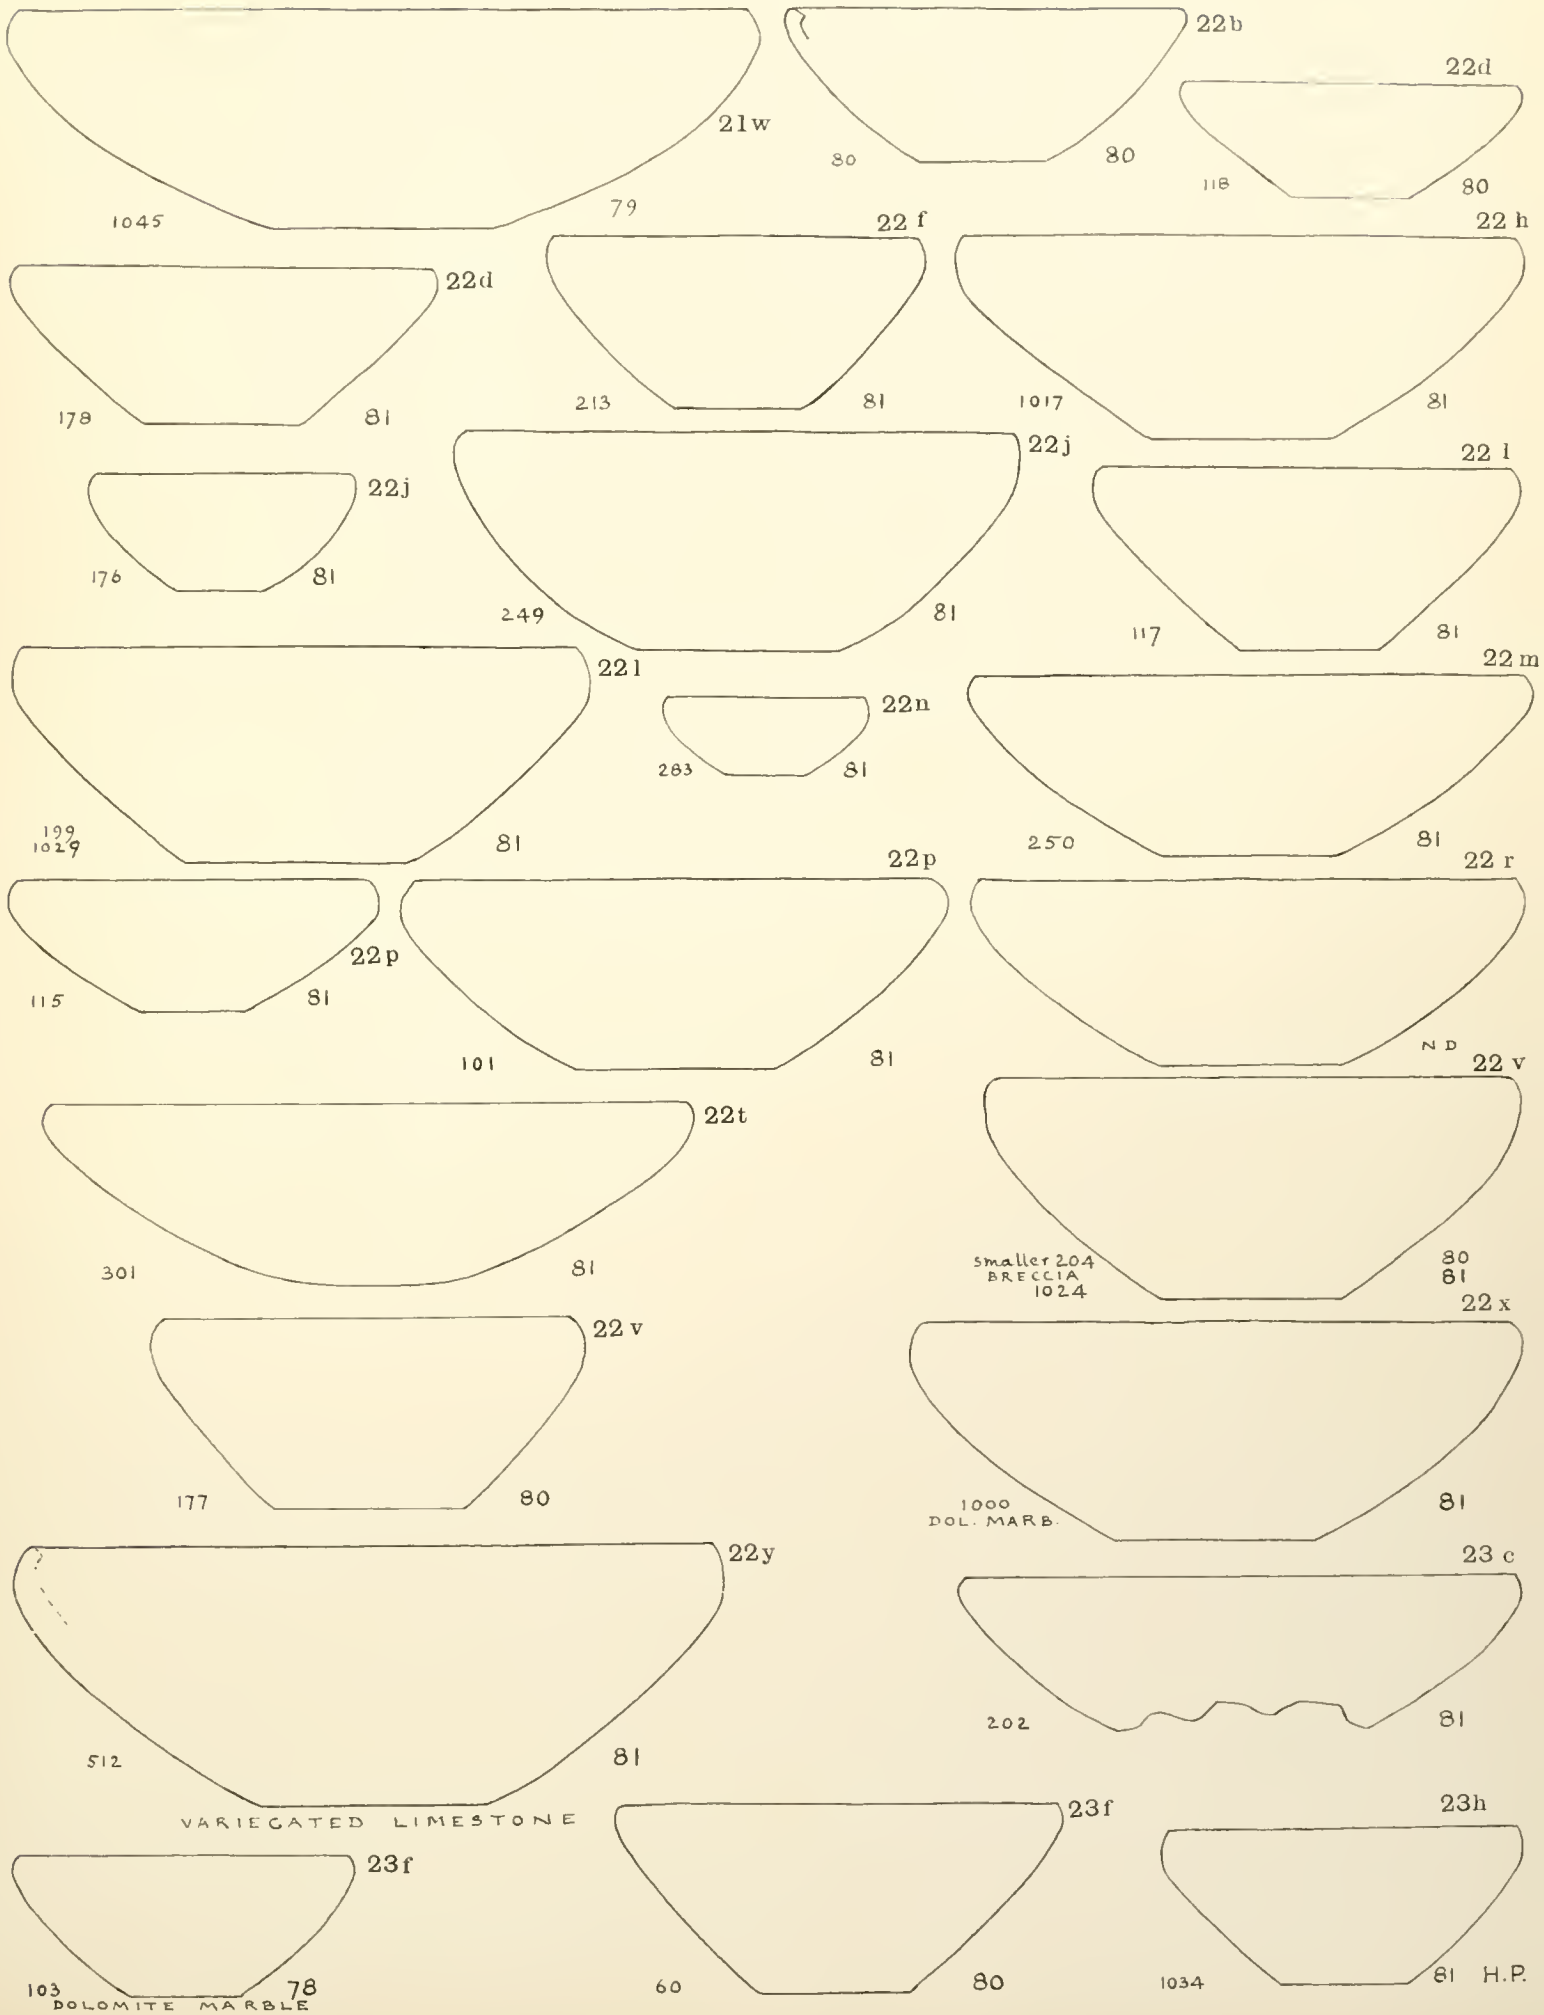 22b
22d
21w
80
80
118
80
1045
79
22 f
22 h
22d
178
81
213
81
1017
81
22j
22 l
22j
176
81
249
81
117
81
22l
22 m
22n
283
81
199
1029
81
250
81
22p
22 r
22p
115
81
101
81
N D
22 v
22t
301
81
smaller 204
BRECCIA
1024
80
81
22 x
22 v
177
80
1000
DOL. MARB.
81
22y
23 c
512
81
202
81
VARIEGATED LIMESTONE
23f
23h
23f
103
78
DOLOMITE MARBLE
60
80
1034
81
H.P.